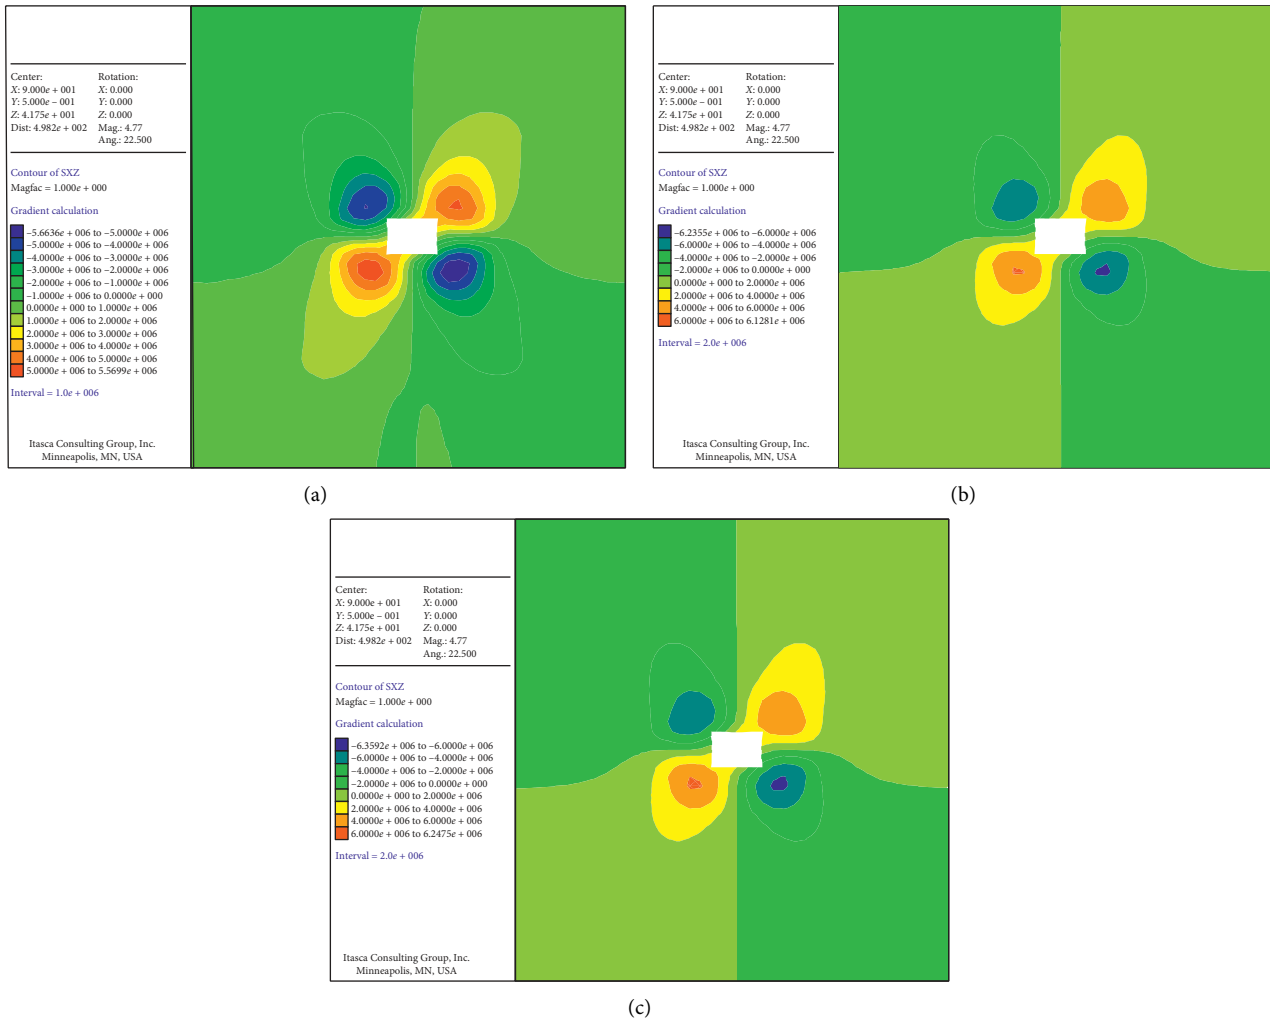 Center: Rotation:
X: 9.000e + 001 X: 0.000
Y: 5.000e – 001 Y: 0.000
Z: 4.175e + 001 Z: 0.000
Dist: 4.982e + 002 Mag.: 4.77
Ang.: 22.500
Contour of SXZ
Magfac = 1.000e + 000
Gradient calculation
–5.6636e + 006 to –5.0000e + 006
–5.0000e + 006 to –4.0000e + 006
–4.0000e + 006 to –3.0000e + 006
–3.0000e + 006 to –2.0000e + 006
–2.0000e + 006 to –1.0000e + 006
–1.0000e + 006 to 0.0000e + 000
0.0000e + 000 to 1.0000e + 006
1.0000e + 006 to 2.0000e + 006
2.0000e + 006 to 3.0000e + 006
3.0000e + 006 to 4.0000e + 006
4.0000e + 006 to 5.0000e + 006
5.0000e + 006 to 5.5699e + 006
Interval = 1.0e + 006
Itasca Consulting Group, Inc.
Minneapolis, MN, USA
(a)
Center: Rotation:
X: 9.000e + 001 X: 0.000
Y: 5.000e – 001 Y: 0.000
Z: 4.175e + 001 Z: 0.000
Dist: 4.982e + 002 Mag.: 4.77
Ang.: 22.500
Contour of SXZ
Magfac = 1.000e + 000
Gradient calculation
–6.2355e + 006 to –6.0000e + 006
–6.0000e + 006 to –4.0000e + 006
–4.0000e + 006 to –2.0000e + 006
–2.0000e + 006 to 0.0000e + 000
0.0000e + 000 to 2.0000e + 006
2.0000e + 006 to 4.0000e + 006
4.0000e + 006 to 6.0000e + 006
6.0000e + 006 to 6.1281e + 006
Interval = 2.0e + 006
Itasca Consulting Group, Inc.
Minneapolis, MN, USA
(b)
Center: Rotation:
X: 9.000e + 001 X: 0.000
Y: 5.000e – 001 Y: 0.000
Z: 4.175e + 001 Z: 0.000
Dist: 4.982e + 002 Mag.: 4.77
Ang.: 22.500
Contour of SXZ
Magfac = 1.000e + 000
Gradient calculation
–6.3592e + 006 to –6.0000e + 006
–6.0000e + 006 to –4.0000e + 006
–4.0000e + 006 to –2.0000e + 006
–2.0000e + 006 to 0.0000e + 000
0.0000e + 000 to 2.0000e + 006
2.0000e + 006 to 4.0000e + 006
4.0000e + 006 to 6.0000e + 006
6.0000e + 006 to 6.2475e + 006
Interval = 2.0e + 006
Itasca Consulting Group, Inc.
Minneapolis, MN, USA
(c)